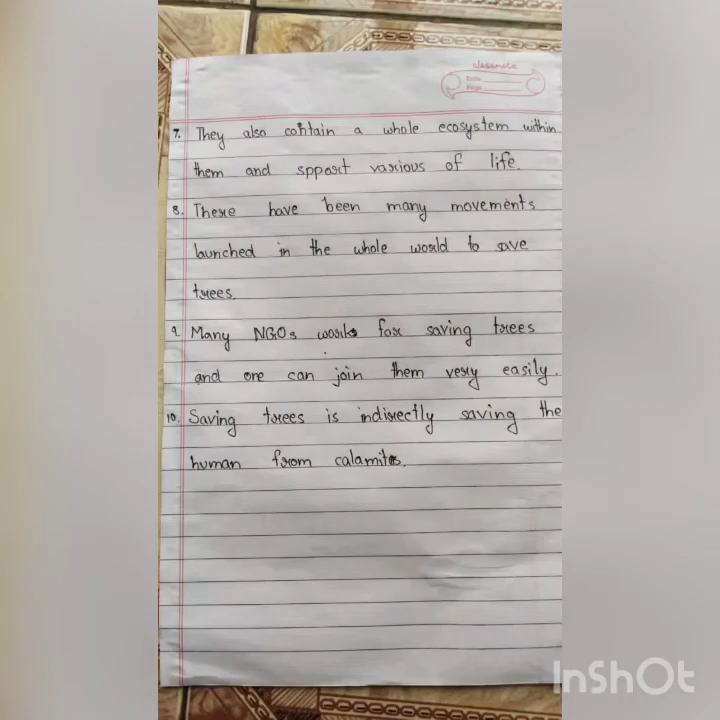 classmate
Date
Page
7. They also contain a whole ecosystem within
them and spport various of life.
8. There have been many movements
launched in the whole world to save
trees.
9. Many NGOs works for saving trees
and one can join them very easily.
10. Saving trees is indirectly saving the
human from calamites.
InShOt